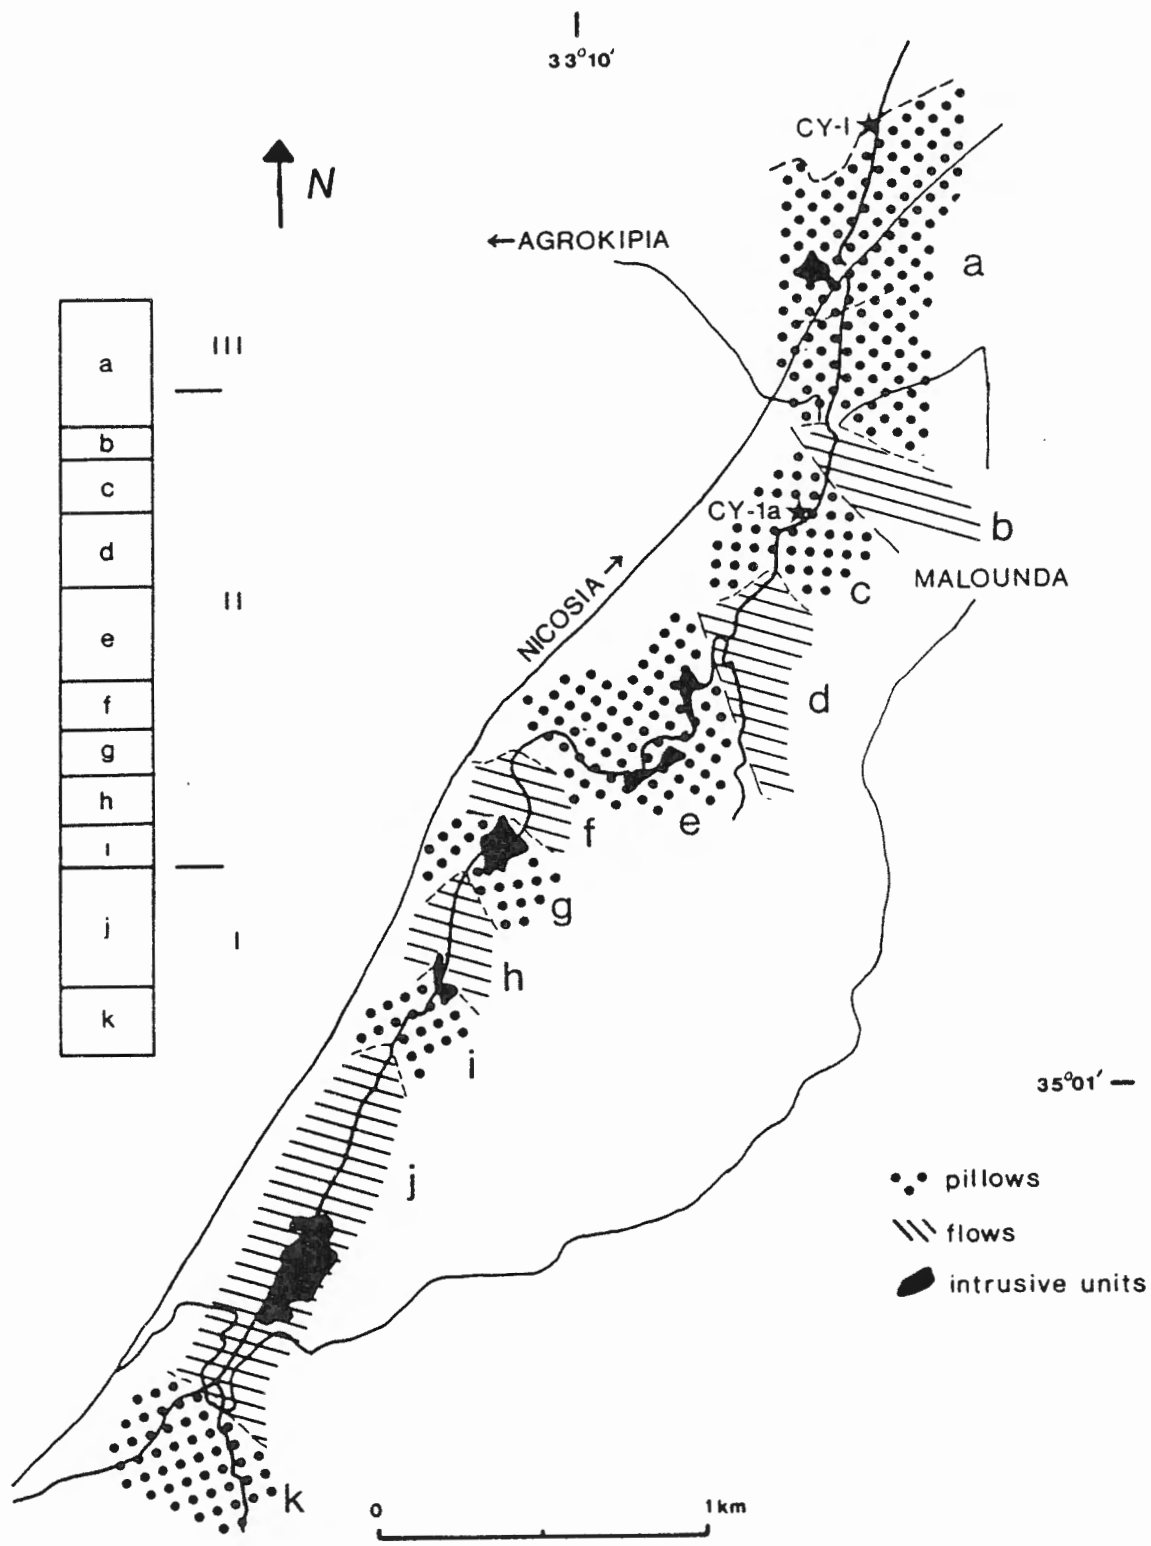 33°10'
CY-I
N
←AGROKIPIA
a
a
III
b
c
d
II
e
f
g
h
i
j
I
k
CY-1a
b
c
MALOUNDA
NICOSIA →
d
e
f
g
h
i
35°01'
j
pillows
flows
intrusive units
k
0
1km